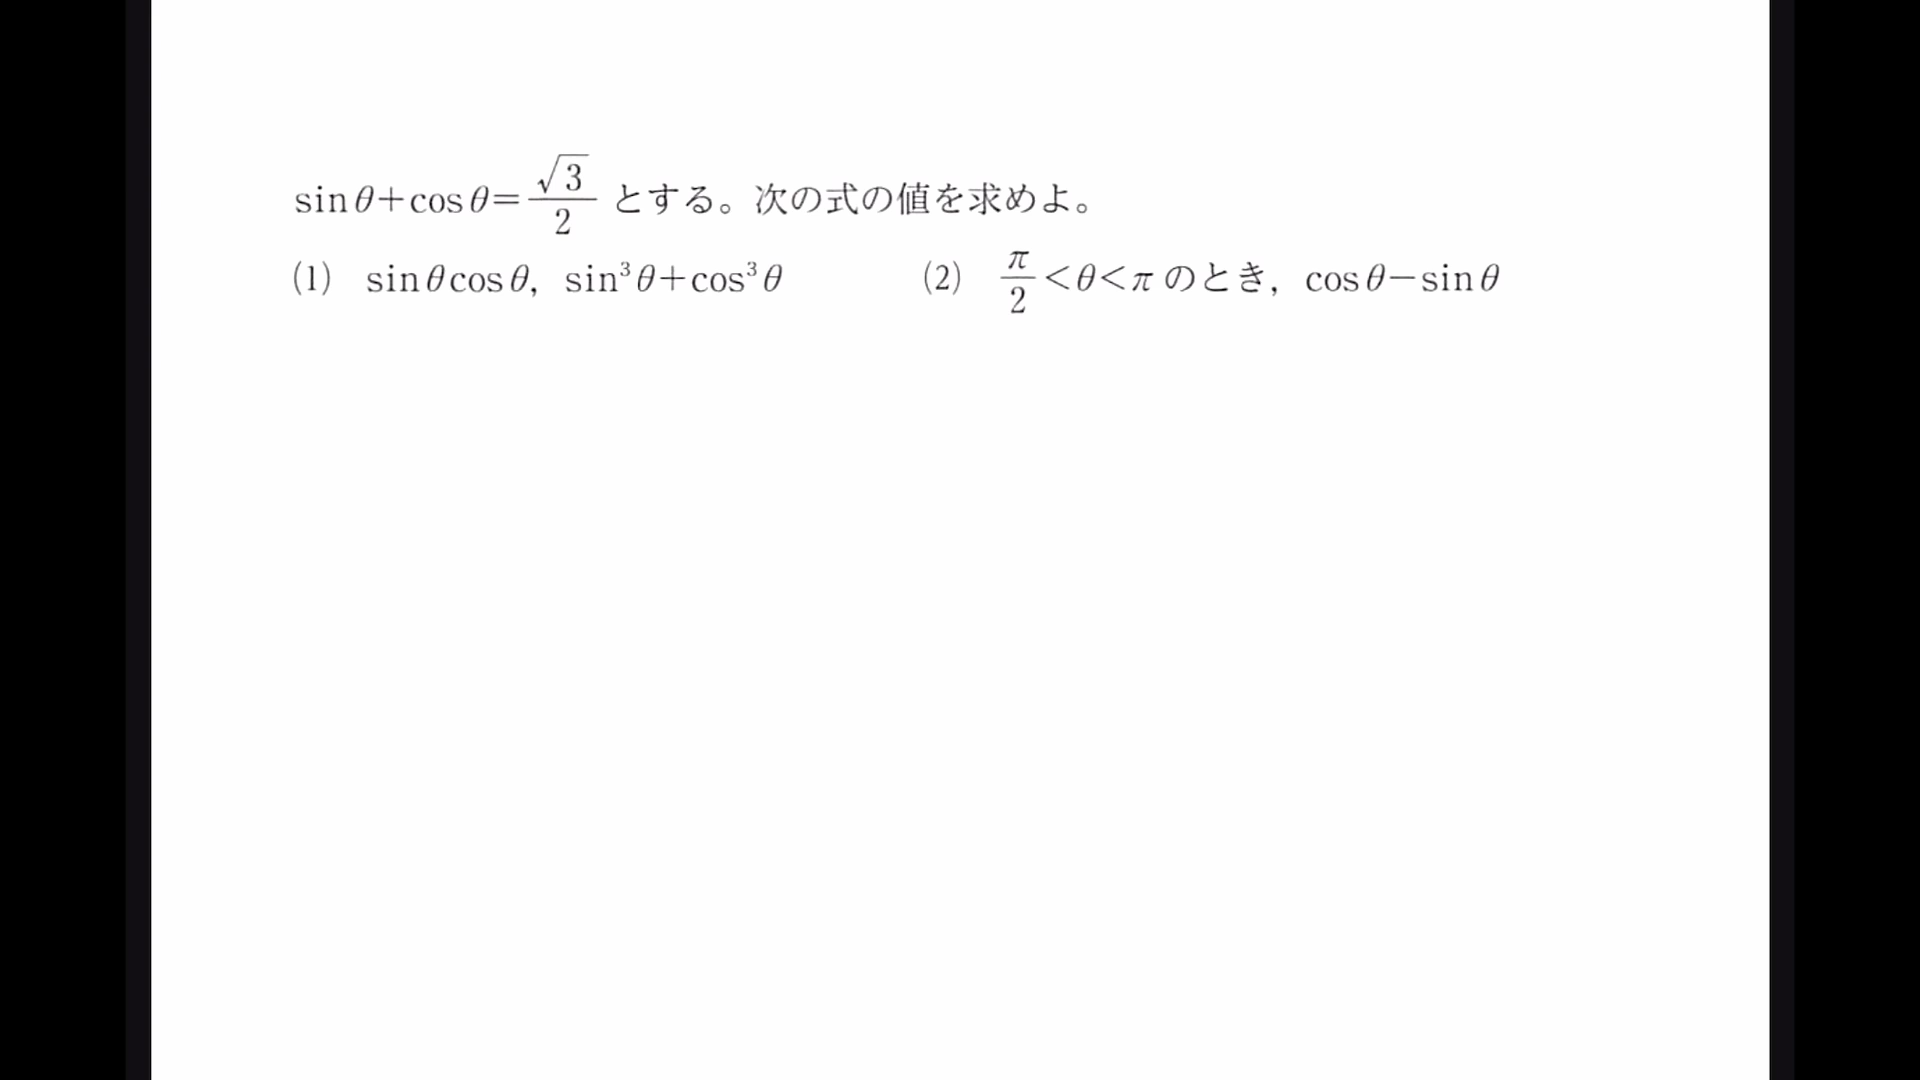 sinθ+cosθ=√3/2 とする。次の式の値を求めよ。
(1) sinθcosθ, sin³θ+cos³θ (2) π/2<θ<π のとき, cosθ−sinθ